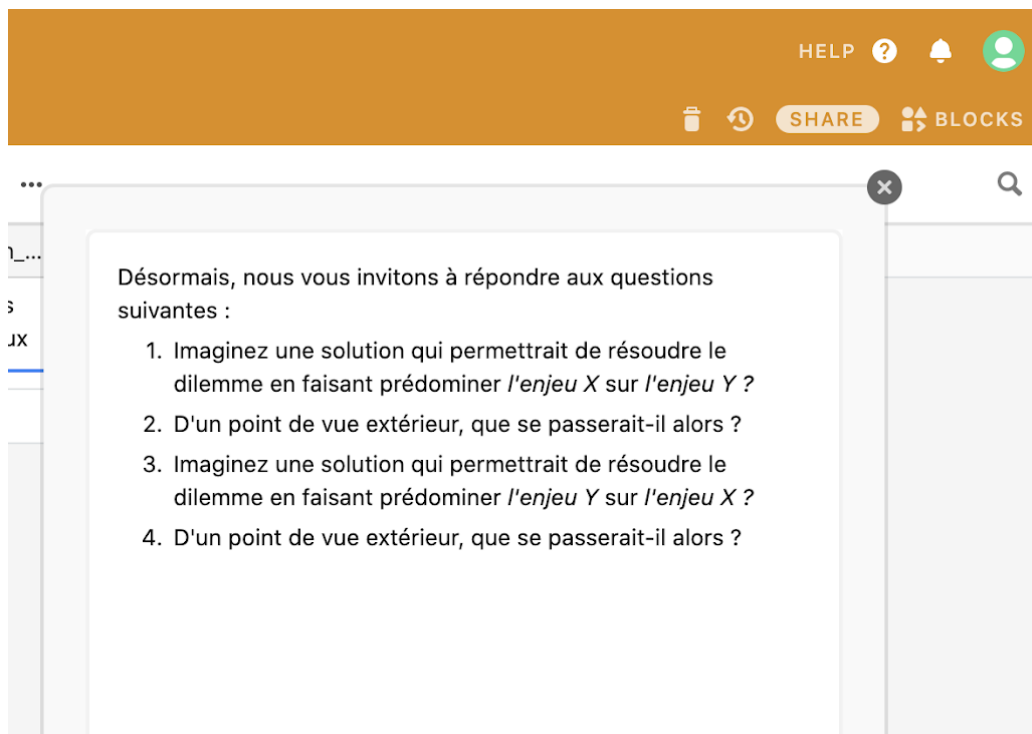 HELP ?
SHARE BLOCKS
...
n_...
s
ux
Désormais, nous vous invitons à répondre aux questions
suivantes :
1. Imaginez une solution qui permettrait de résoudre le
dilemme en faisant prédominer l'enjeu X sur l'enjeu Y ?
2. D'un point de vue extérieur, que se passerait-il alors ?
3. Imaginez une solution qui permettrait de résoudre le
dilemme en faisant prédominer l'enjeu Y sur l'enjeu X ?
4. D'un point de vue extérieur, que se passerait-il alors ?